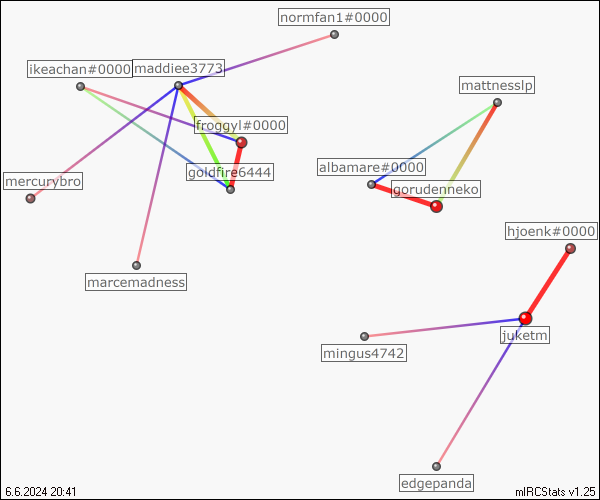 normfan1#0000
ikeachan#0000
maddiee3773
mattnesslp
froggyl#0000
albamare#0000
goldfire6444
mercurybro
gorudenneko
hjoenk#0000
marcemadness
juketm
mingus4742
edgepanda
6.6.2024 20:41
mIRCStats v1.25